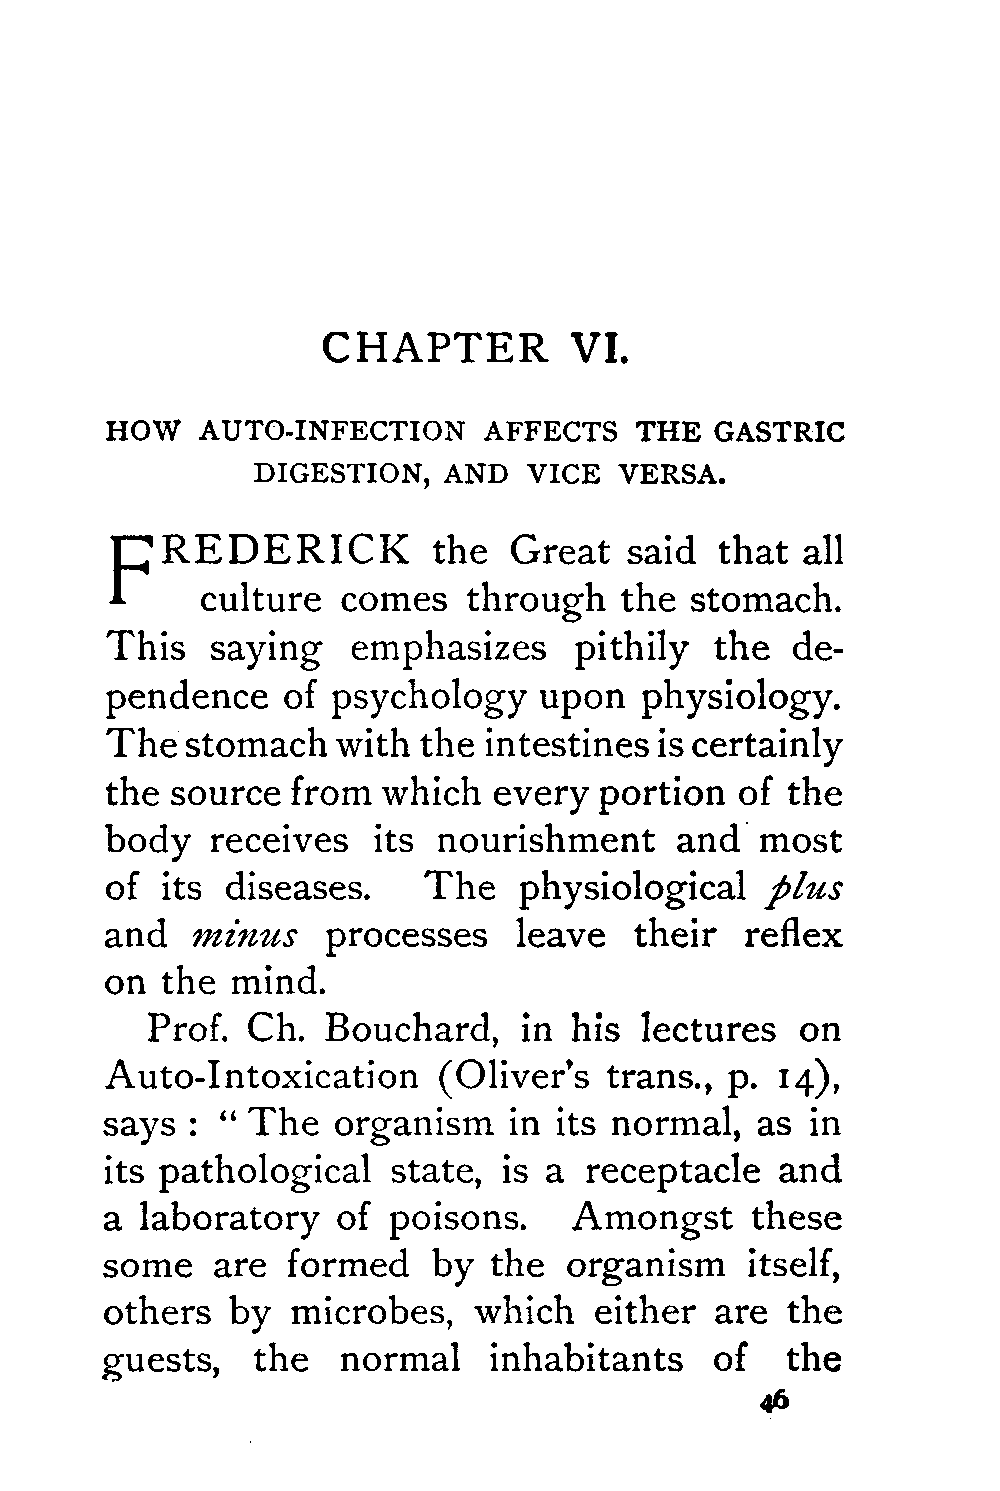 CHAPTER VI.
HOW AUTO-INFECTION AFFECTS THE GASTRIC
DIGESTION, AND VICE VERSA.
FREDERICK the Great said that all
culture comes through the stomach.
This saying emphasizes pithily the de-
pendence of psychology upon physiology.
The stomach with the intestines is certainly
the source from which every portion of the
body receives its nourishment and most
of its diseases. The physiological plus
and minus processes leave their reflex
on the mind.
Prof. Ch. Bouchard, in his lectures on
Auto-Intoxication (Oliver's trans., p. 14),
says : “ The organism in its normal, as in
its pathological state, is a receptacle and
a laboratory of poisons. Amongst these
some are formed by the organism itself,
others by microbes, which either are the
guests, the normal inhabitants of the
46